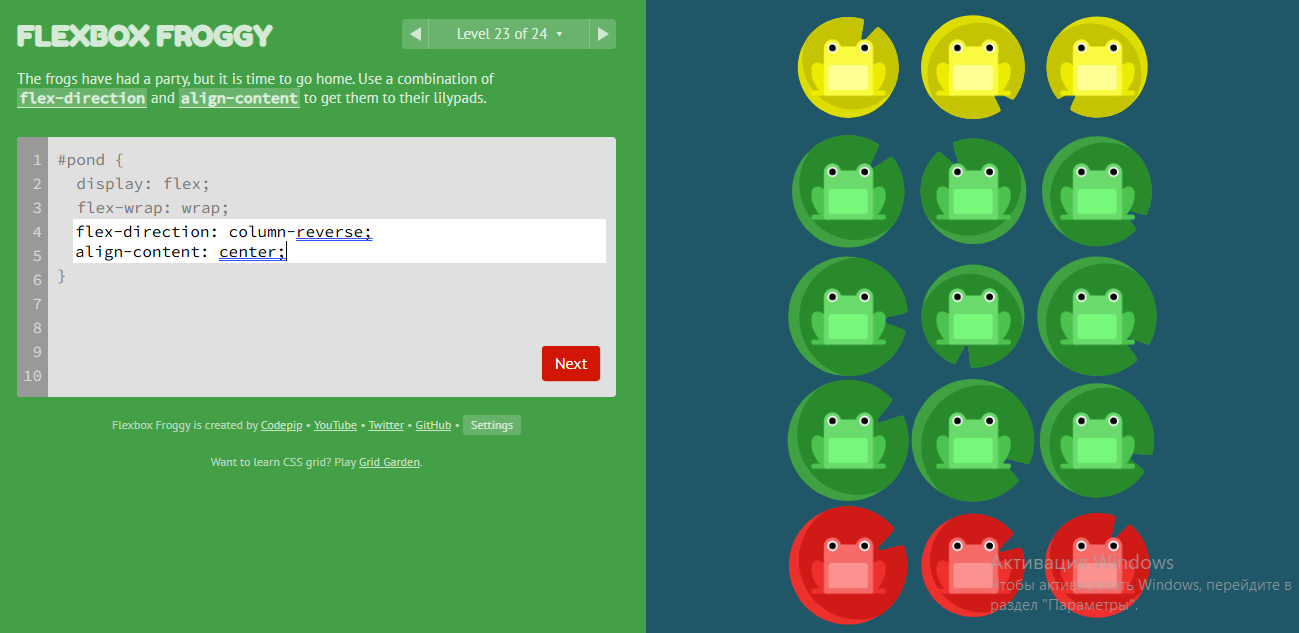 FLEXBOX FROGGY
Level 23 of 24
The frogs have had a party, but it is time to go home. Use a combination of
flex-direction and align-content to get them to their lilypads.
1 #pond {
2 display: flex;
3 flex-wrap: wrap;
4 flex-direction: column-reverse;
5 align-content: center;
6 }
7
8
9
10
Next
Flexbox Froggy is created by Codepip • YouTube • Twitter • GitHub • Settings
Want to learn CSS grid? Play Grid Garden.
Активация Windows
Чтобы активировать Windows, перейдите в
раздел "Параметры".